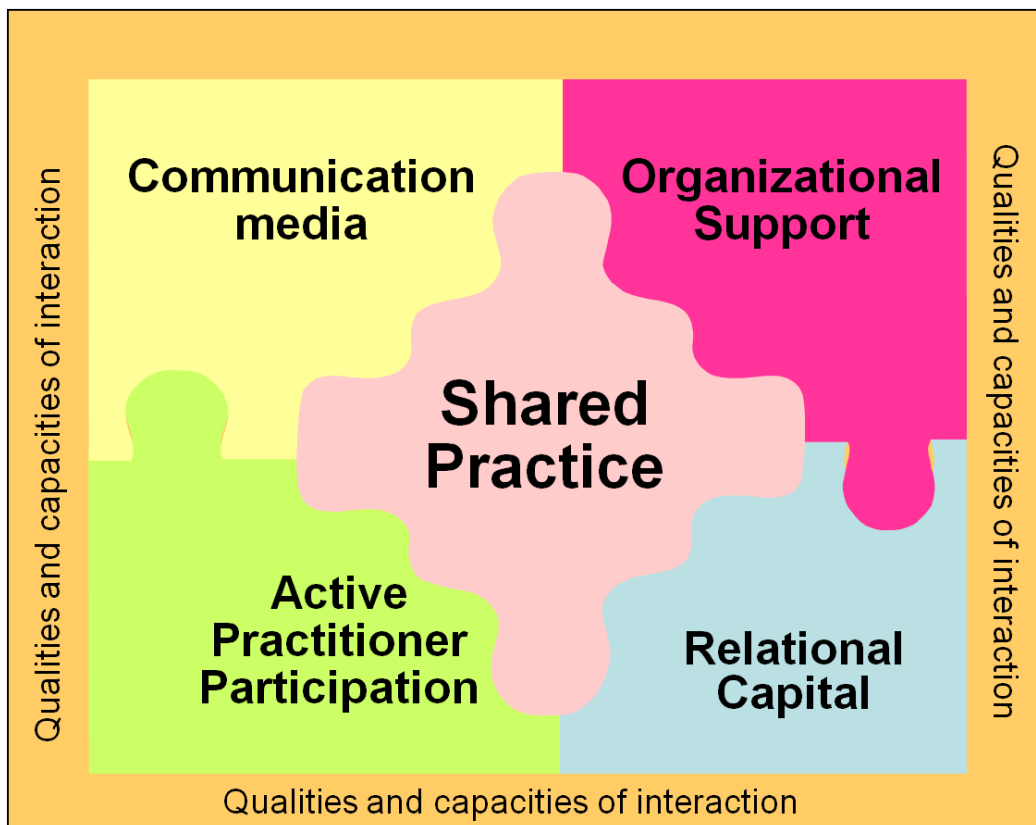 Communication
media
Organizational
Support
Shared
Practice
Active
Practitioner
Participation
Relational
Capital
Qualities and capacities of interaction
Qualities and capacities of interaction
Qualities and capacities of interaction